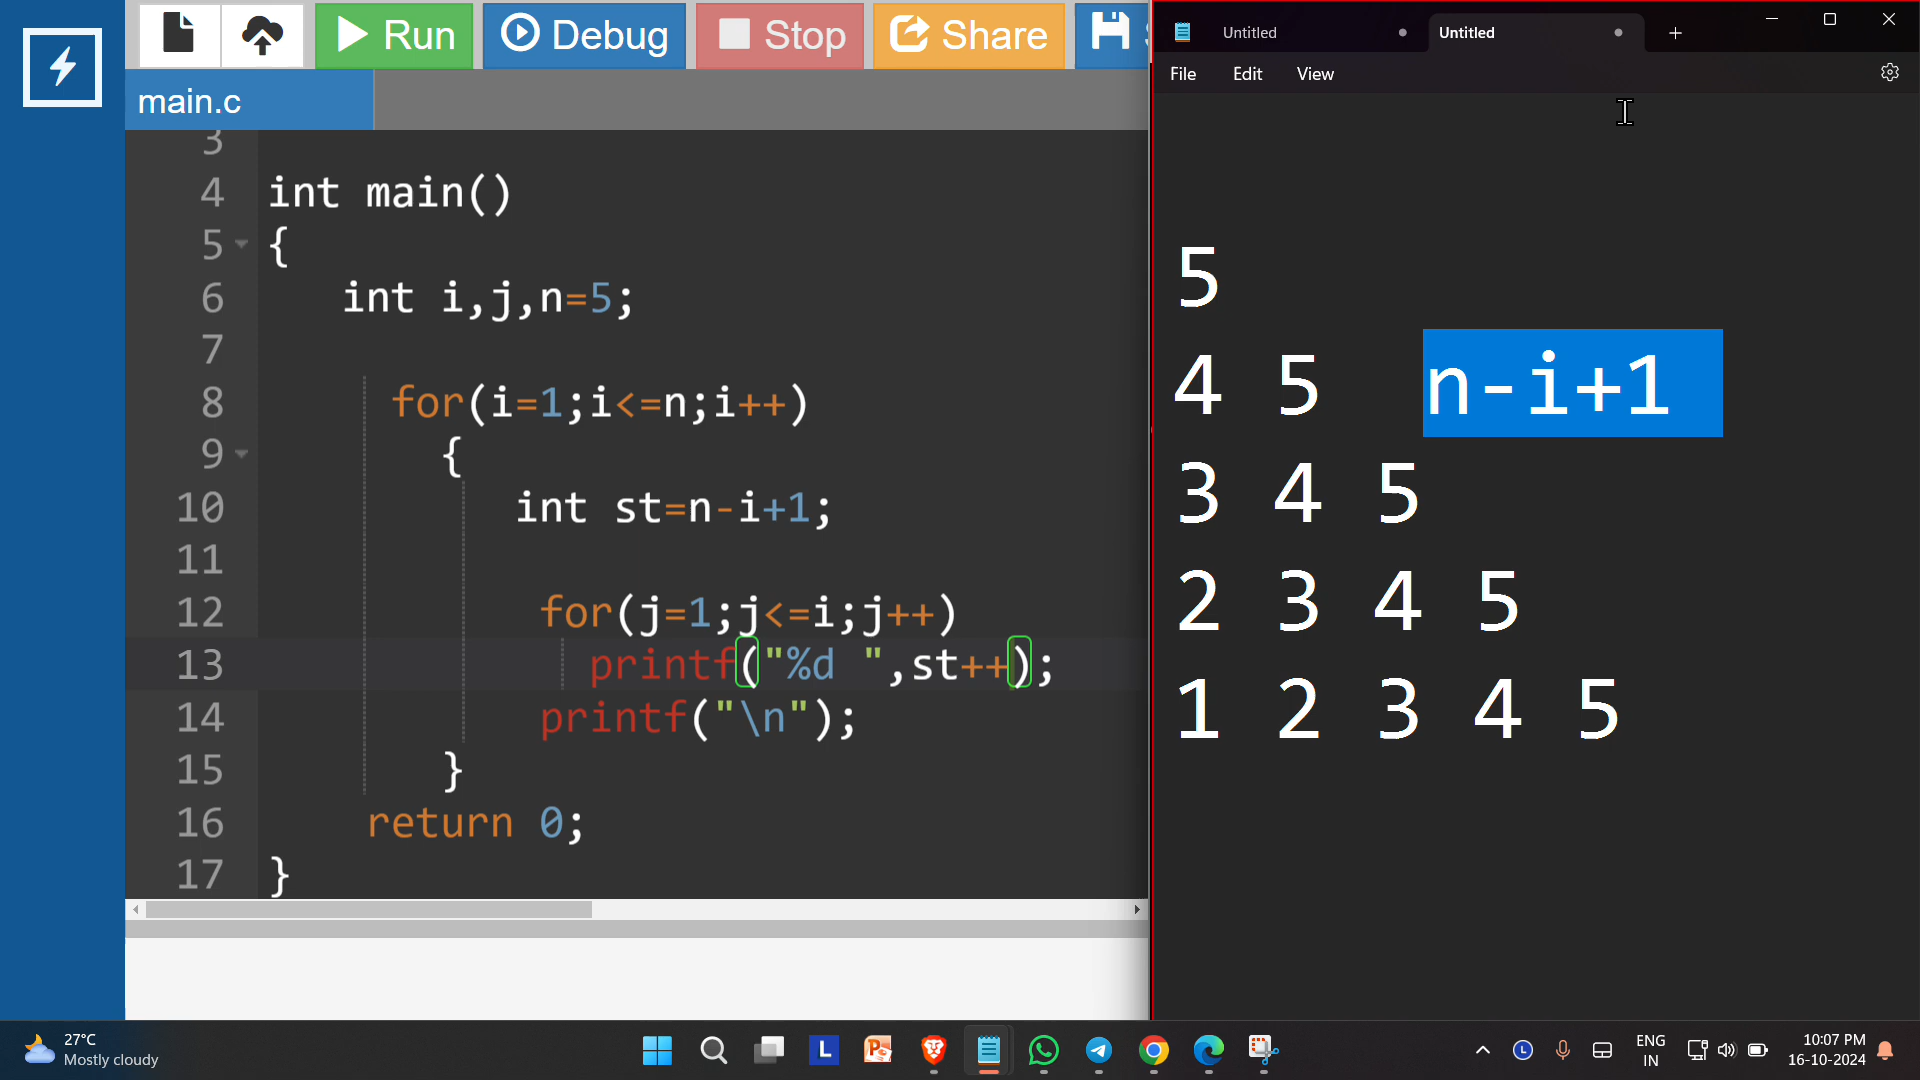 Run
Debug
Stop
Share
main.c
3
4 int main()
5 {
6 int i,j,n=5;
7
8 for(i=1;i<=n;i++)
9 {
10 int st=n-i+1;
11
12 for(j=1;j<=i;j++)
13 printf("%d ",st++);
14 printf("\n");
15 }
16 return 0;
17 }
Untitled
Untitled
File Edit View
5
4 5 n-i+1
3 4 5
2 3 4 5
1 2 3 4 5
27°C
Mostly cloudy
L
ENG
IN
10:07 PM
16-10-2024